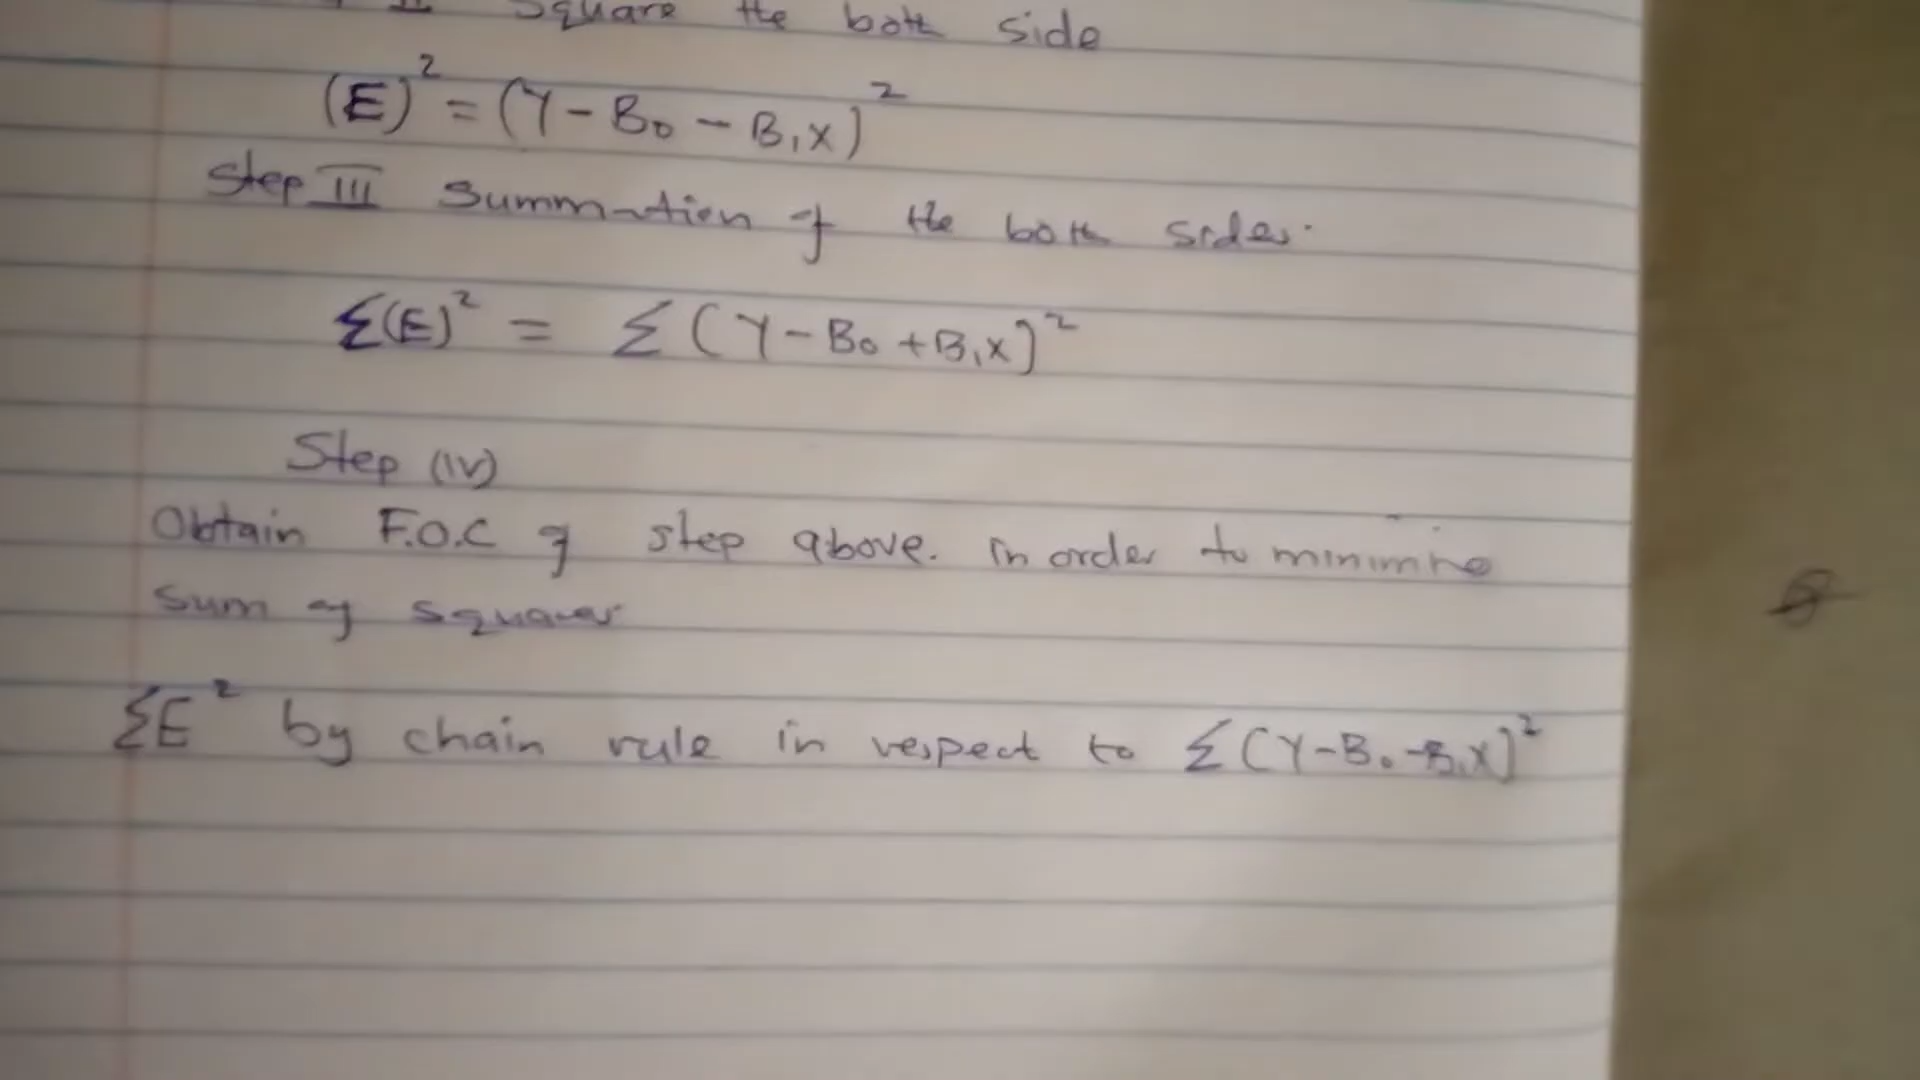 II Square the both side
(E)² = (Y - B₀ - B₁X)²
Step III Summation of the both sides.
Σ(E)² = Σ(Y - B₀ + B₁X)²
Step (IV)
Obtain F.O.C of step above. in order to minimize
sum of squares
ΣE² by chain rule in respect to Σ(Y - B₀ - B₁X)²